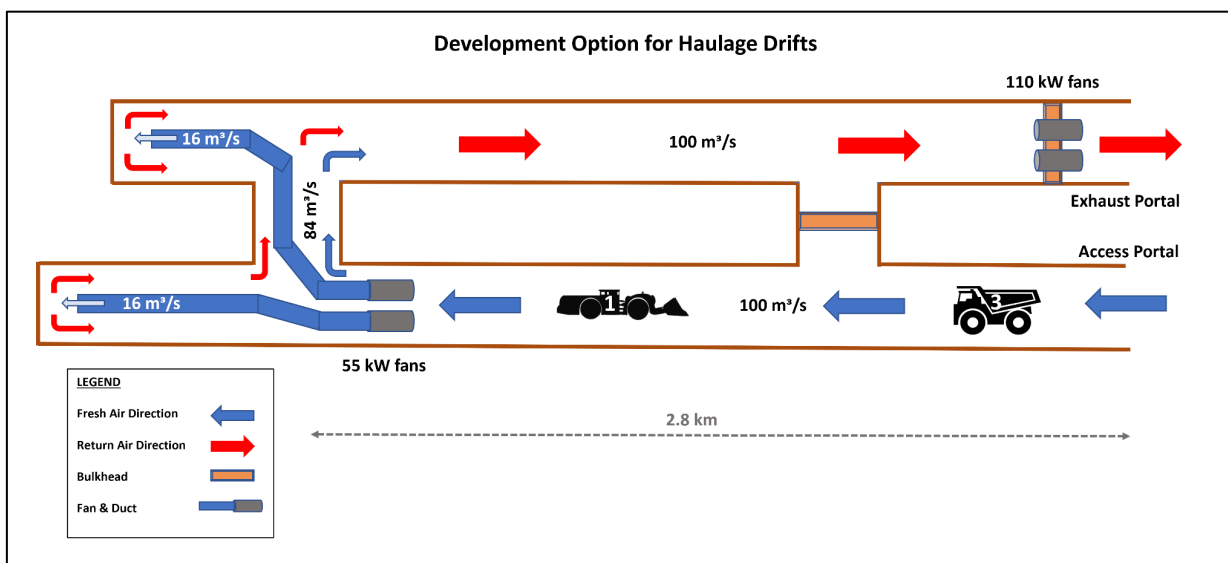 Development Option for Haulage Drifts
110 kW fans
16 m³/s
100 m³/s
84 m³/s
Exhaust Portal
Access Portal
16 m³/s
1
100 m³/s
3
55 kW fans
LEGEND
Fresh Air Direction
Return Air Direction
Bulkhead
Fan & Duct
2.8 km